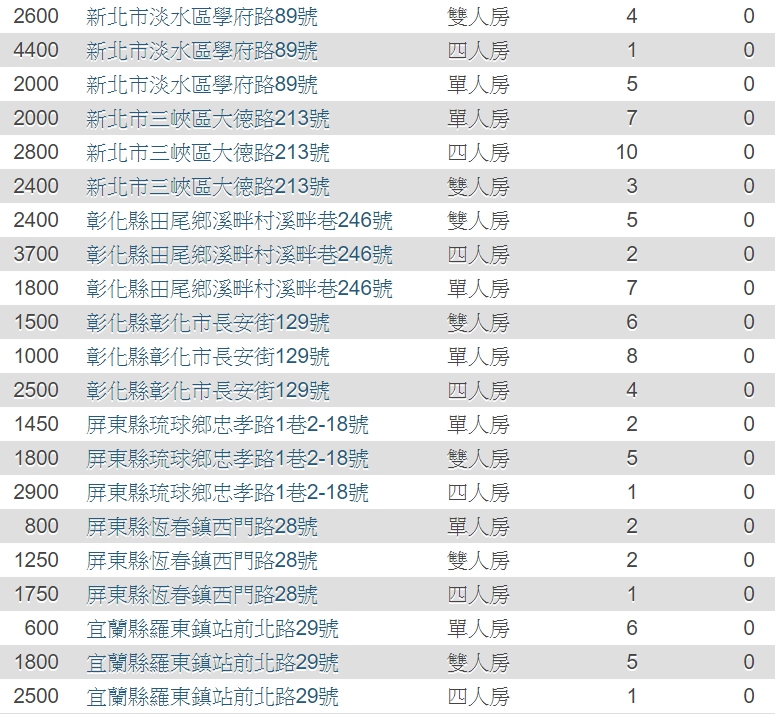 2600 新北市淡水區學府路89號 雙人房 4 0
4400 新北市淡水區學府路89號 四人房 1 0
2000 新北市淡水區學府路89號 單人房 5 0
2000 新北市三峽區大德路213號 單人房 7 0
2800 新北市三峽區大德路213號 四人房 10 0
2400 新北市三峽區大德路213號 雙人房 3 0
2400 彰化縣田尾鄉溪畔村溪畔巷246號 雙人房 5 0
3700 彰化縣田尾鄉溪畔村溪畔巷246號 四人房 2 0
1800 彰化縣田尾鄉溪畔村溪畔巷246號 單人房 7 0
1500 彰化縣彰化市長安街129號 雙人房 6 0
1000 彰化縣彰化市長安街129號 單人房 8 0
2500 彰化縣彰化市長安街129號 四人房 4 0
1450 屏東縣琉球鄉忠孝路1巷2-18號 單人房 2 0
1800 屏東縣琉球鄉忠孝路1巷2-18號 雙人房 5 0
2900 屏東縣琉球鄉忠孝路1巷2-18號 四人房 1 0
800 屏東縣恆春鎮西門路28號 單人房 2 0
1250 屏東縣恆春鎮西門路28號 雙人房 2 0
1750 屏東縣恆春鎮西門路28號 四人房 1 0
600 宜蘭縣羅東鎮站前北路29號 單人房 6 0
1800 宜蘭縣羅東鎮站前北路29號 雙人房 5 0
2500 宜蘭縣羅東鎮站前北路29號 四人房 1 0